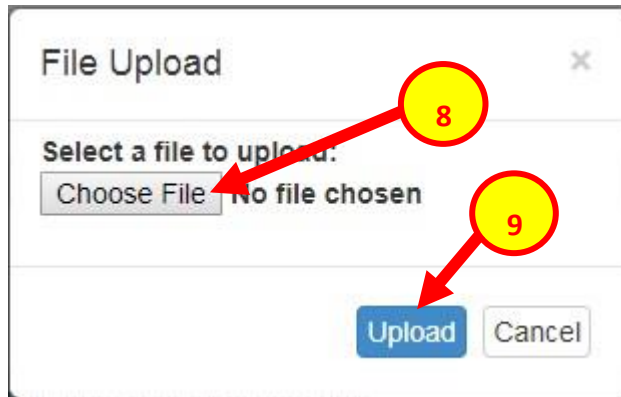 File Upload ×
8
Select a file to upload:
Choose File No file chosen
9
Upload Cancel